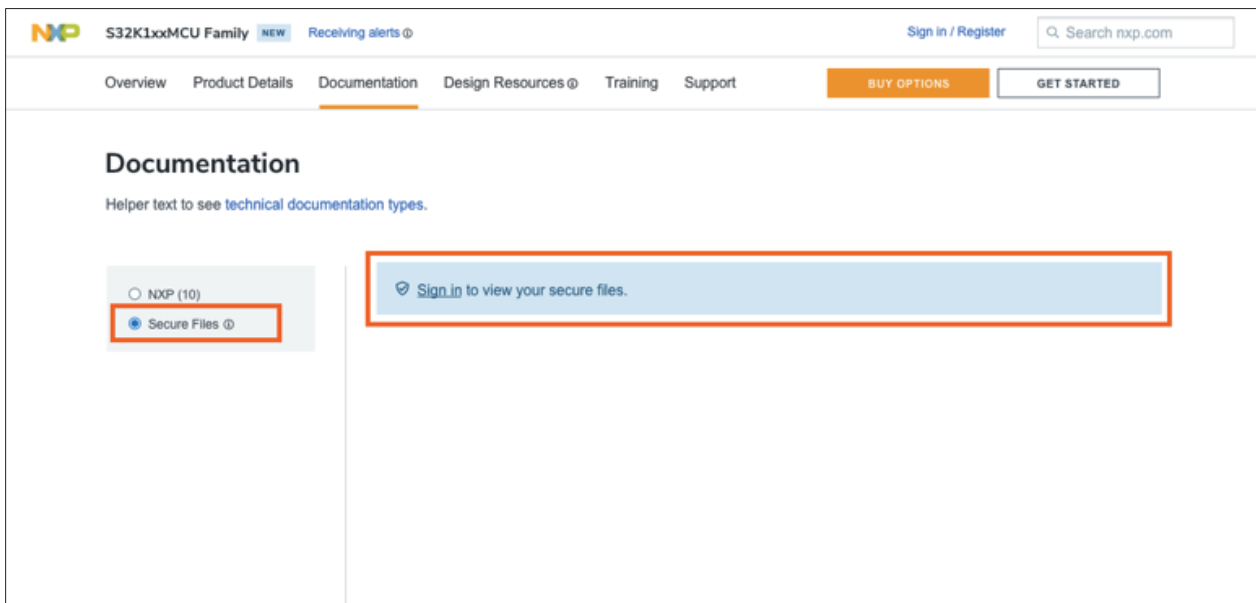 NXP S32K1xxMCU Family NEW Receiving alerts Sign in / Register Search nxp.com
Overview Product Details Documentation Design Resources Training Support BUY OPTIONS GET STARTED
Documentation
Helper text to see technical documentation types.
NXP (10)
Secure Files
Sign in to view your secure files.